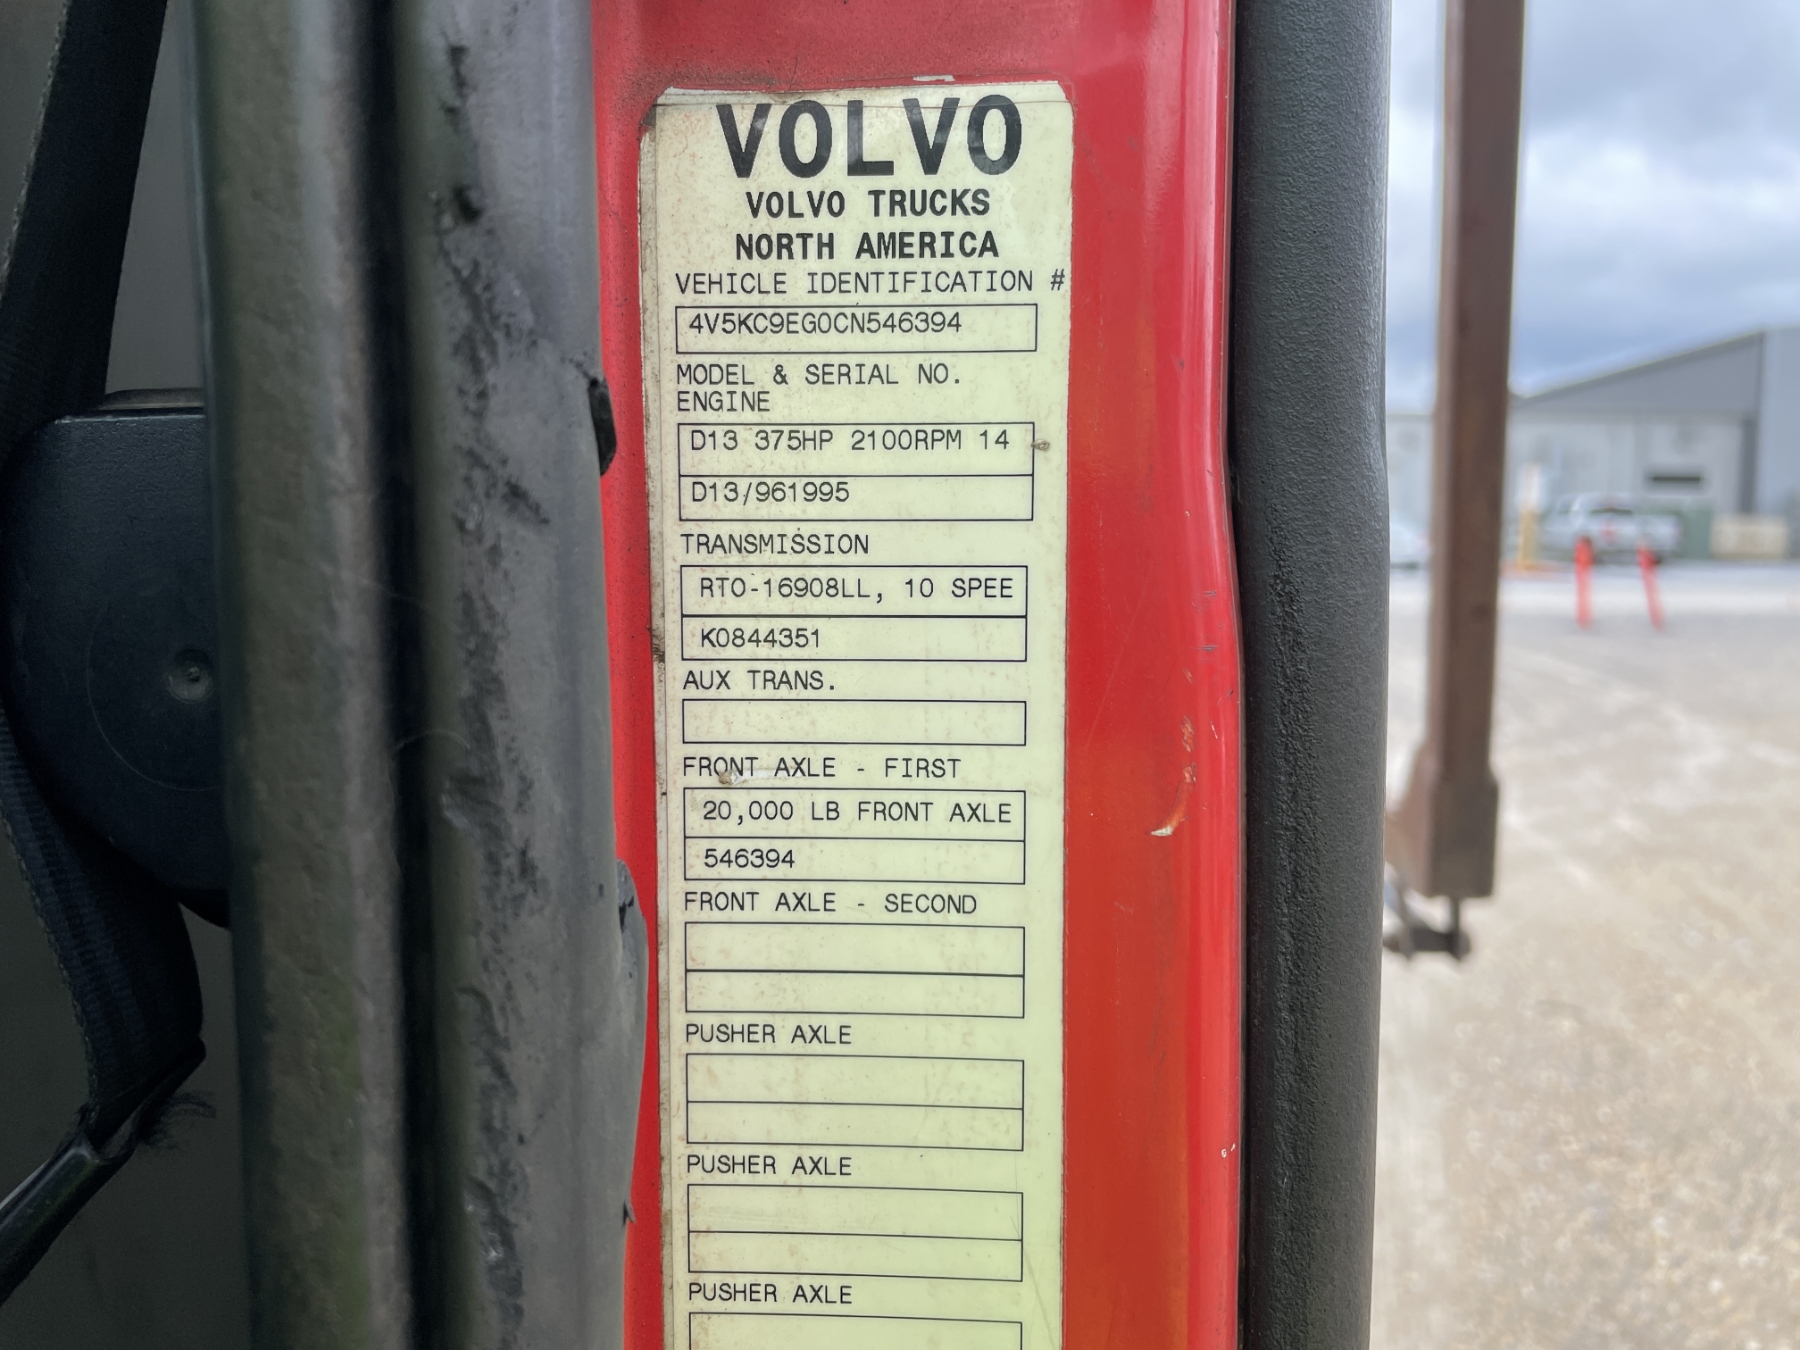 VOLVO
VOLVO TRUCKS
NORTH AMERICA
VEHICLE IDENTIFICATION #
4V5KC9EG0CN546394
MODEL & SERIAL NO.
ENGINE
D13 375HP 2100RPM 14
D13/961995
TRANSMISSION
RTO-16908LL, 10 SPEE
K0844351
AUX TRANS.
FRONT AXLE - FIRST
20,000 LB FRONT AXLE
546394
FRONT AXLE - SECOND
PUSHER AXLE
PUSHER AXLE
PUSHER AXLE